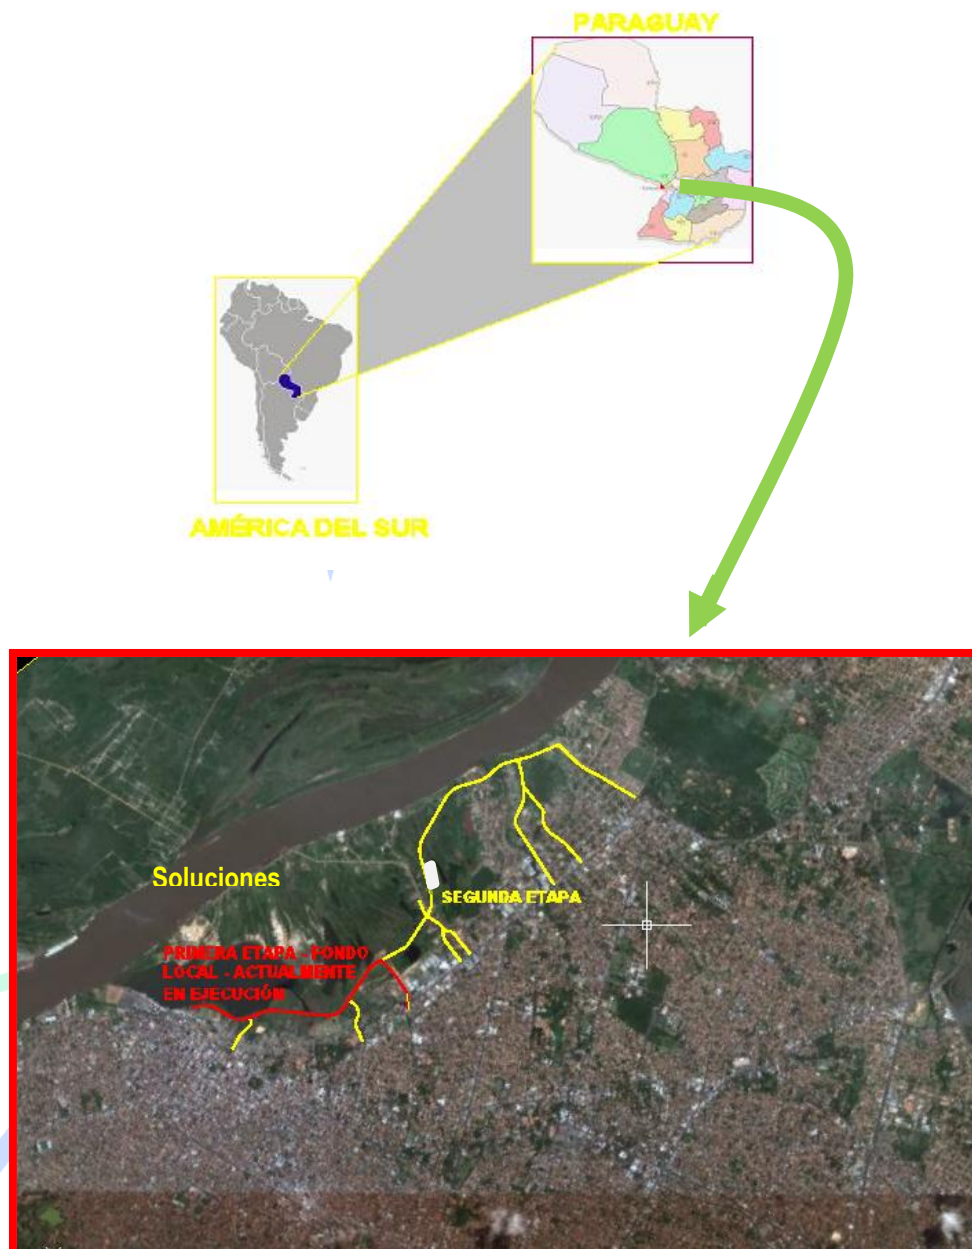 PARAGUAY
AMÉRICA DEL SUR
Soluciones
SEGUNDA ETAPA
PRIMERA ETAPA - FONDO
LOCAL - ACTUALMENTE
EN EJECUCIÓN